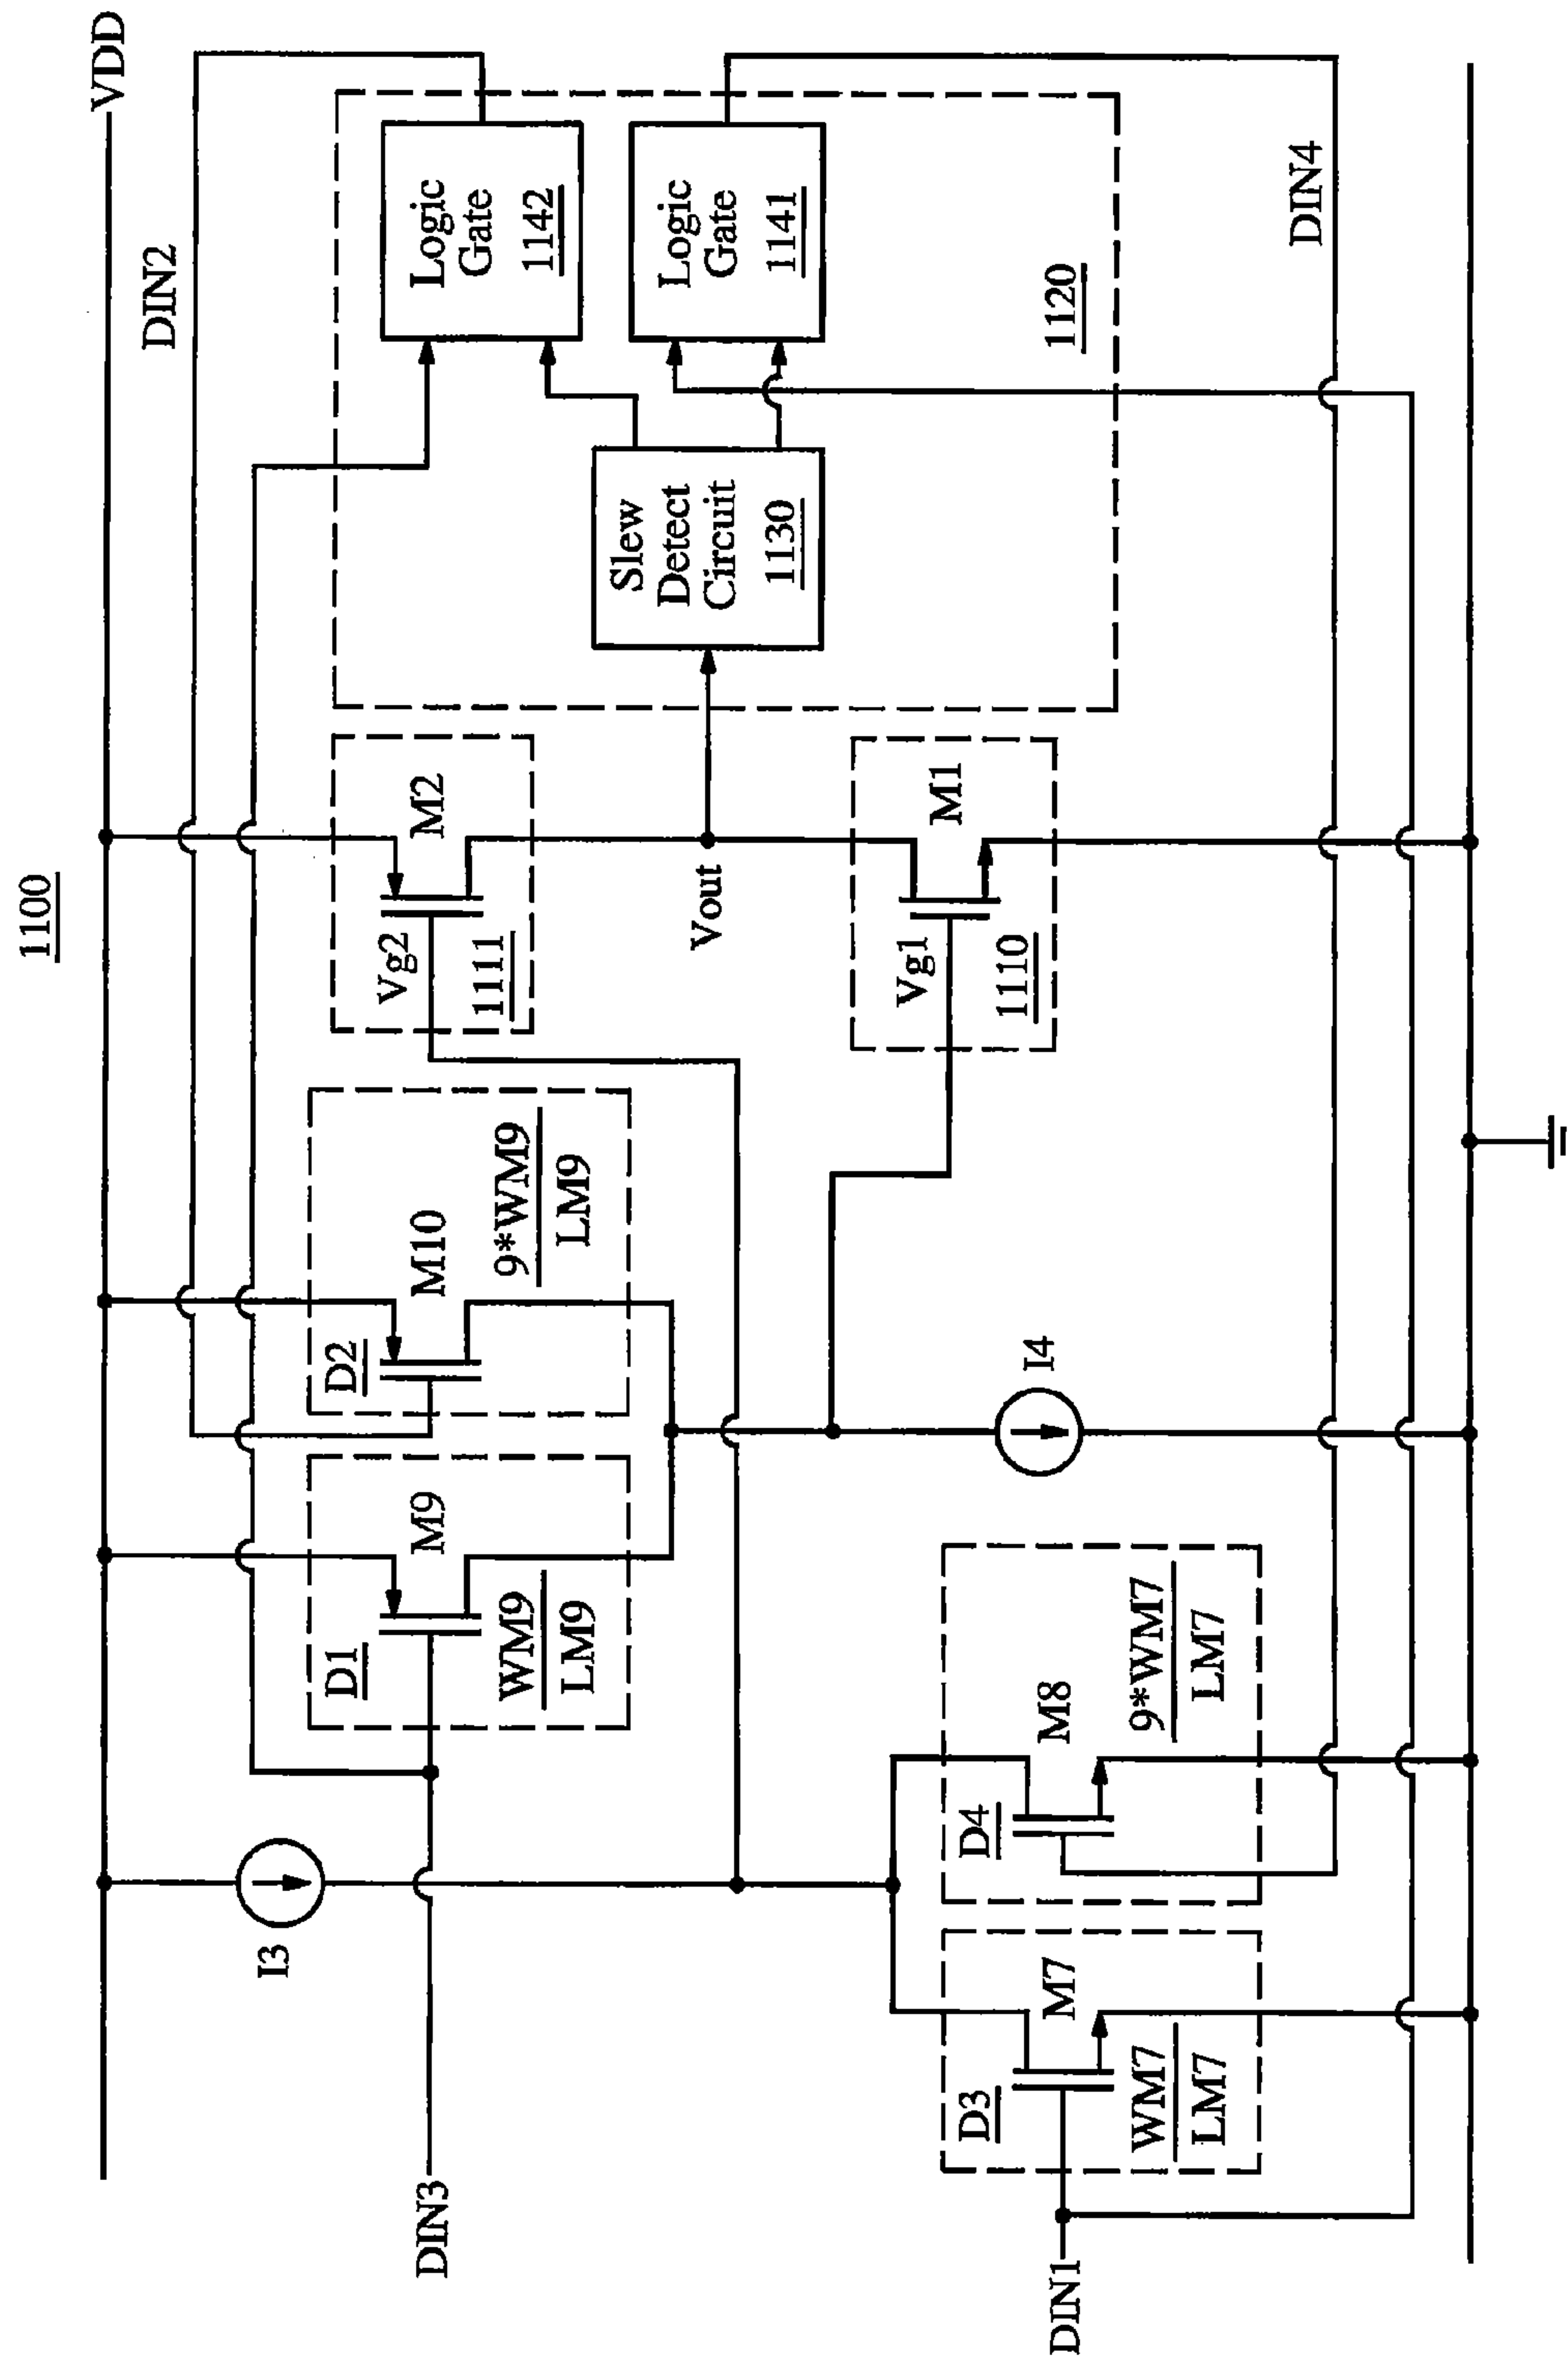 1100
VDD
DIN2
I3
D1
M9
WM9
LM9
D2
M10
9*WM9
LM9
Vg2
M2
1111
Logic
Gate
1142
DIN3
Vout
Slew
Detect
Circuit
1130
Logic
Gate
1141
Vg1
M1
1110
1120
I4
D3
M7
WM7
LM7
D4
M8
9*WM7
LM7
DIN1
DIN4